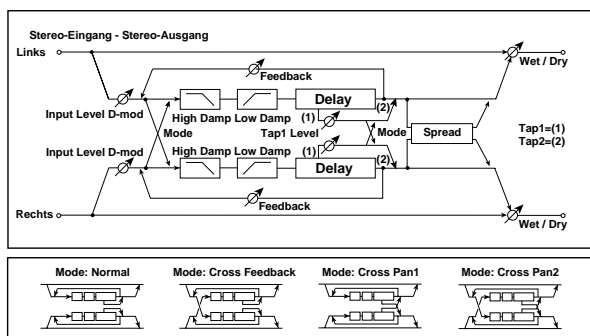 Stereo-Eingang - Stereo-Ausgang
Links
Wet / Dry
Feedback
Input Level D-mod
High Damp Low Damp
Delay
(1)
(2)
Mode
Tap1 Level
Mode
Spread
Tap1=(1)
Tap2=(2)
Input Level D-mod
High Damp Low Damp
(1)
Delay
(2)
Feedback
Rechts
Wet / Dry
Mode: Normal
Mode: Cross Feedback
Mode: Cross Pan1
Mode: Cross Pan2